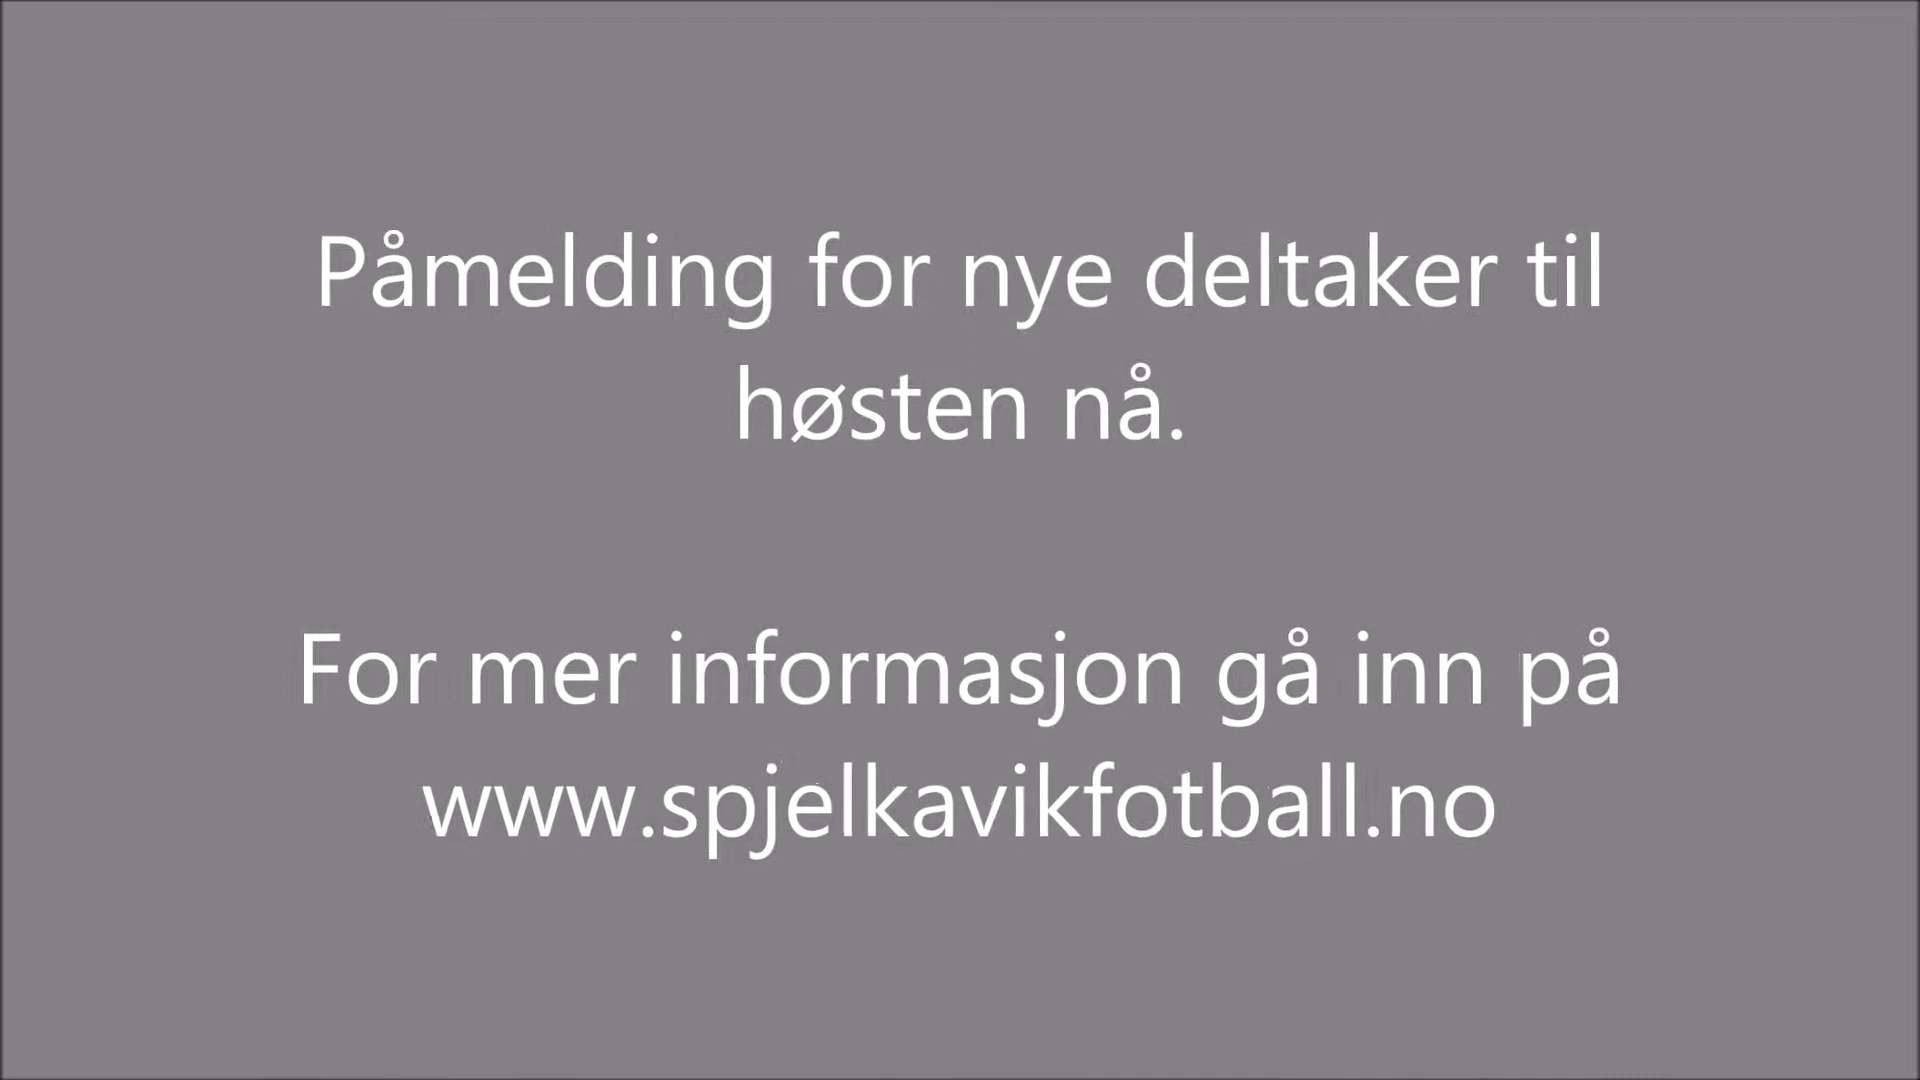 Påmelding for nye deltaker til
høsten nå.
For mer informasjon gå inn på
www.spjelkavikfotball.no